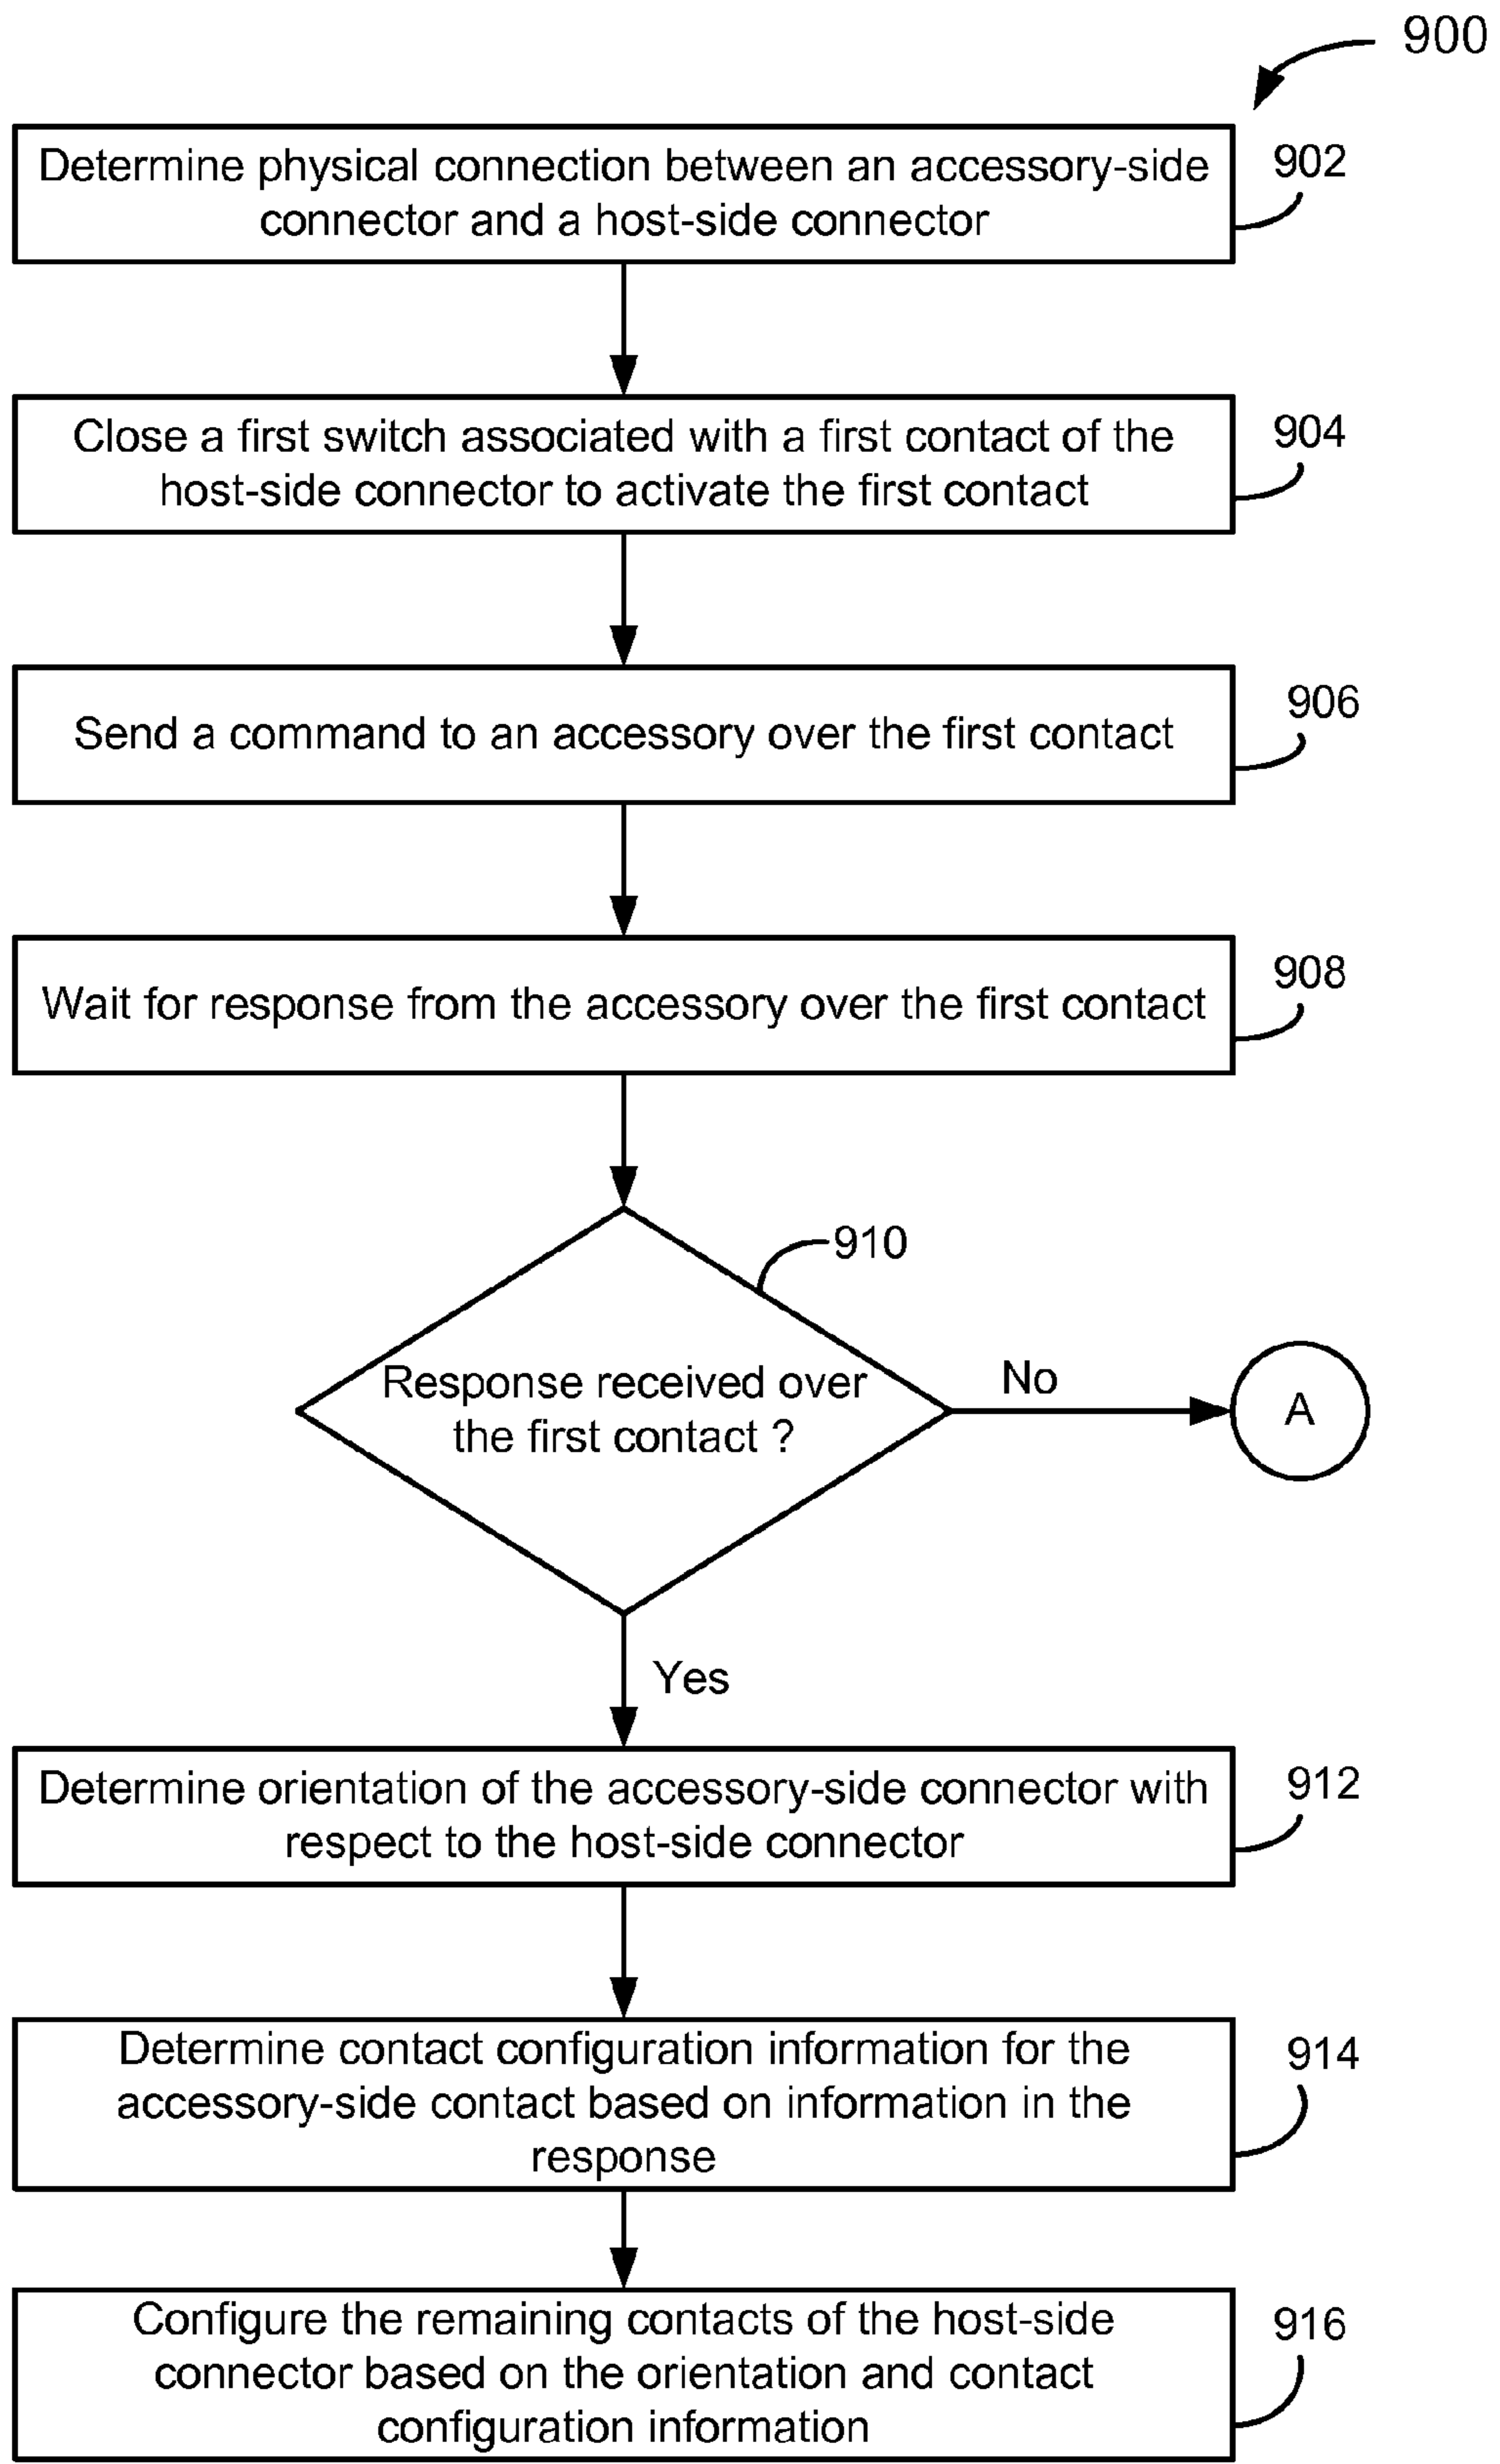 900
Determine physical connection between an accessory-side
connector and a host-side connector
902
Close a first switch associated with a first contact of the
host-side connector to activate the first contact
904
Send a command to an accessory over the first contact
906
Wait for response from the accessory over the first contact
908
910
Response received over
the first contact ?
No
A
Yes
Determine orientation of the accessory-side connector with
respect to the host-side connector
912
Determine contact configuration information for the
accessory-side contact based on information in the
response
914
Configure the remaining contacts of the host-side
connector based on the orientation and contact
configuration information
916